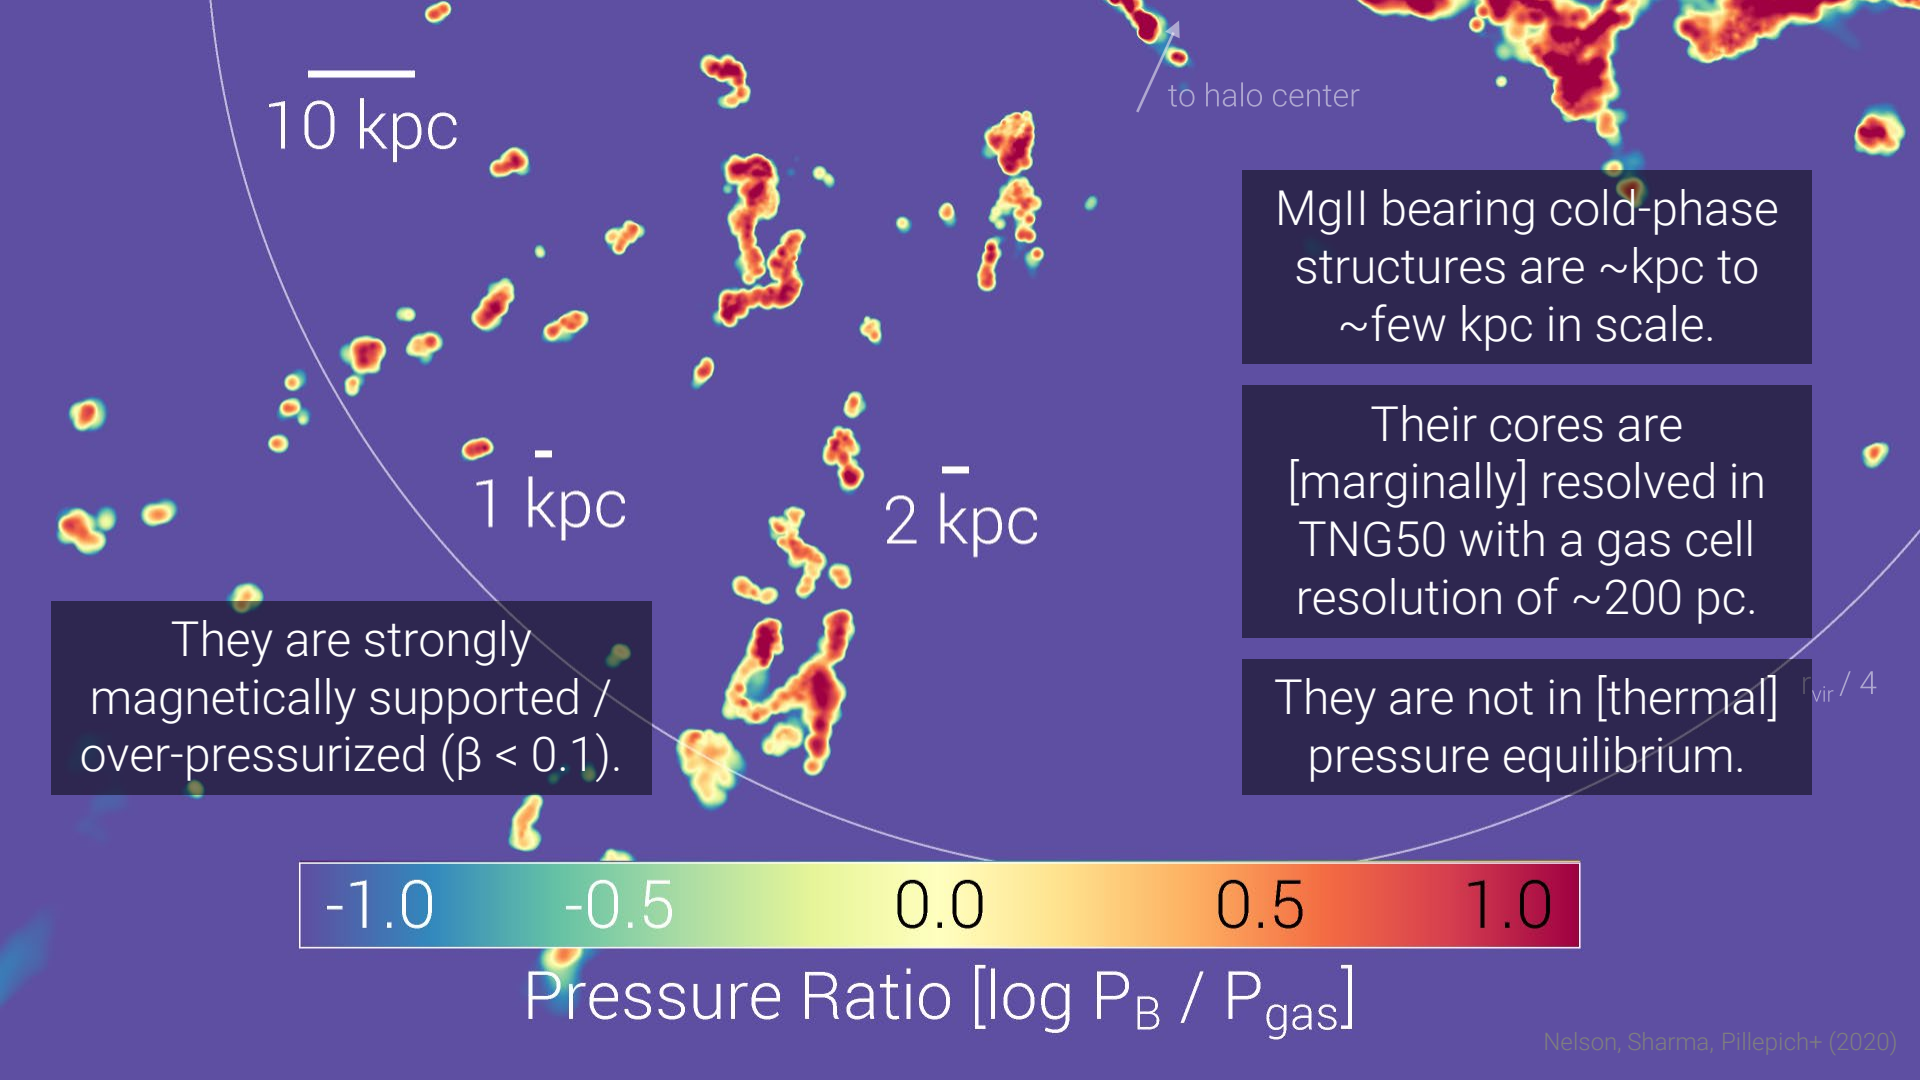 10 kpc
to halo center
MgII bearing cold-phase
structures are ~kpc to
~few kpc in scale.
Their cores are
[marginally] resolved in
TNG50 with a gas cell
resolution of ~200 pc.
1 kpc
2 kpc
They are strongly
magnetically supported /
over-pressurized (β < 0.1).
They are not in [thermal]
pressure equilibrium.
rvir / 4
-1.0 -0.5 0.0 0.5 1.0
Pressure Ratio [log PB / Pgas]
Nelson, Sharma, Pillepich+ (2020)